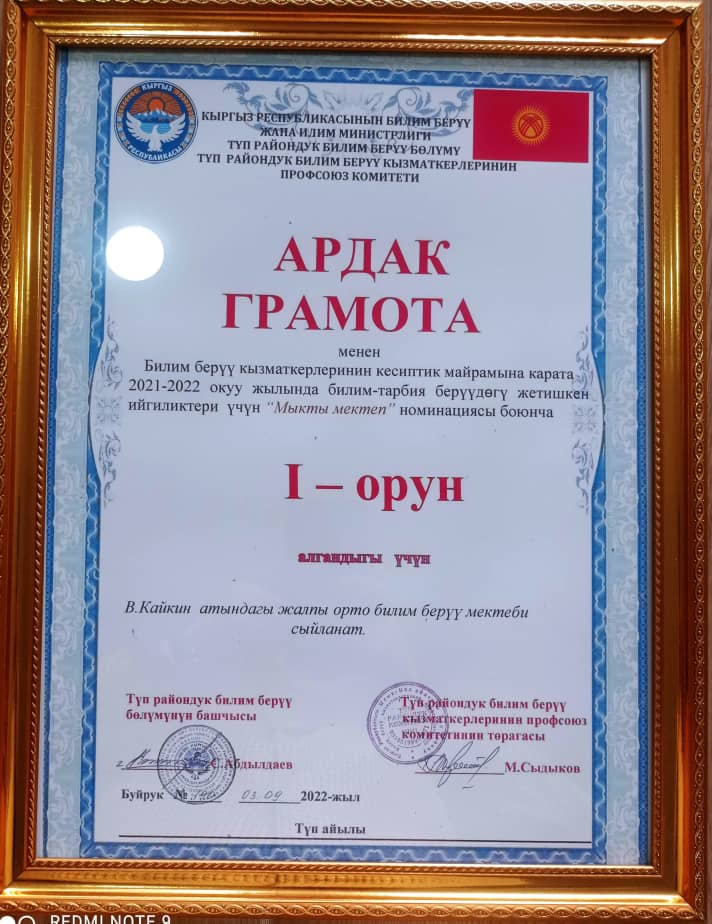 КЫРГЫЗ
РЕСПУБЛИКАСЫ
КЫРГЫЗ РЕСПУБЛИКАСЫНЫН БИЛИМ БЕРҮҮ
ЖАНА ИЛИМ МИНИСТРЛИГИ
ТҮП РАЙОНДУК БИЛИМ БЕРҮҮ БӨЛҮМҮ
ТҮП РАЙОНДУК БИЛИМ БЕРҮҮ КЫЗМАТКЕРЛЕРИНИН
ПРОФСОЮЗ КОМИТЕТИ
АРДАК
ГРАМОТА
менен
Билим берүү кызматкерлеринин кесиптик майрамына карата
2021-2022 окуу жылында билим-тарбия берүүдөгү жетишкен
ийгиликтери үчүн “Мыкты мектеп” номинациясы боюнча
I – орун
алгандыгы үчүн
В.Кайкин атындагы жалпы орто билим берүү мектеби
сыйланат.
Түп райондук билим берүү
бөлүмүнүн башчысы
С.Абдылдаев
Түп райондук билим берүү
кызматкерлеринин профсоюз
комитетинин төрагасы
М.Сыдыков
Буйрук № 03.09 2022-жыл
Түп айылы
REDMI NOTE 9